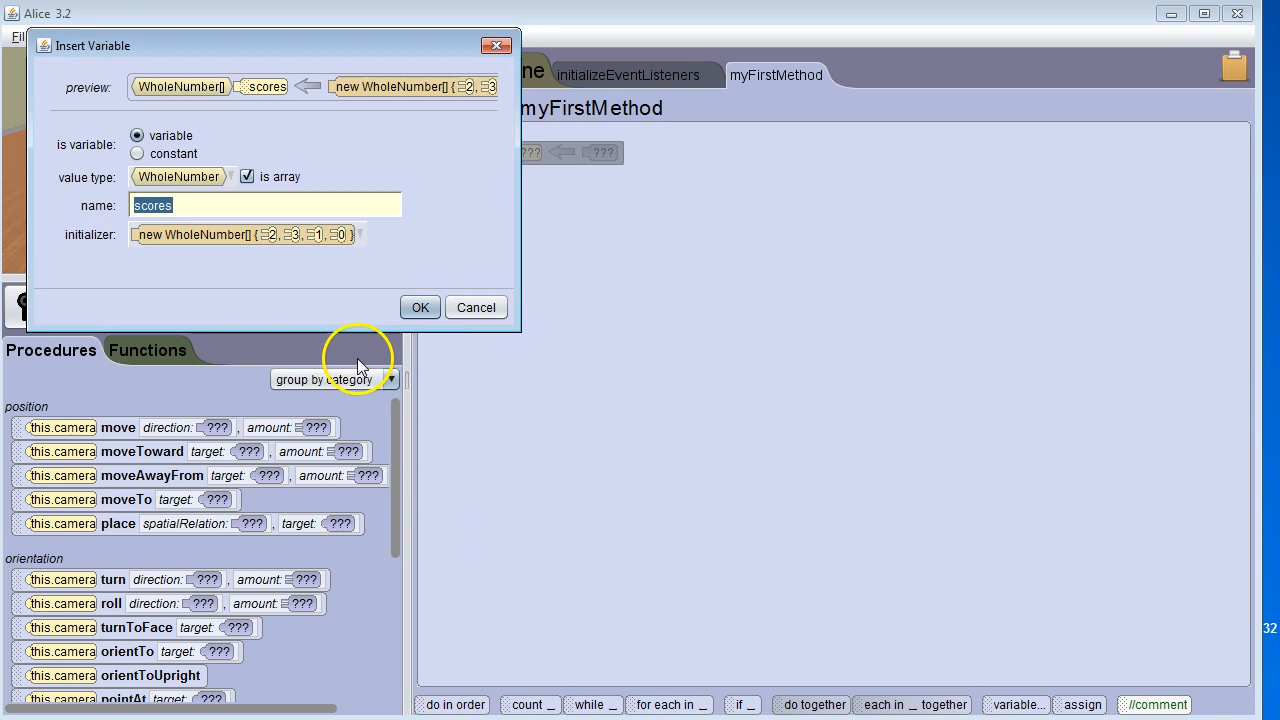 Alice 3.2
Fil
Insert Variable
preview: WholeNumber[] scores new WholeNumber[] { 2, 3
is variable: variable
constant
value type: WholeNumber is array
name: scores
initializer: new WholeNumber[] { 2, 3, 1, 0 }
OK Cancel
ne initializeEventListeners myFirstMethod
myFirstMethod
??? ???
Procedures Functions
group by category
position
this.camera move direction: ??? , amount: ???
this.camera moveToward target: ??? , amount: ???
this.camera moveAwayFrom target: ??? , amount: ???
this.camera moveTo target: ???
this.camera place spatialRelation: ??? , target: ???
orientation
this.camera turn direction: ??? , amount: ???
this.camera roll direction: ??? , amount: ???
this.camera turnToFace target: ???
this.camera orientTo target: ???
this.camera orientToUpright
this.camera pointAt target: ???
do in order count _ while _ for each in _ if _ do together each in _ together variable... assign //comment
32